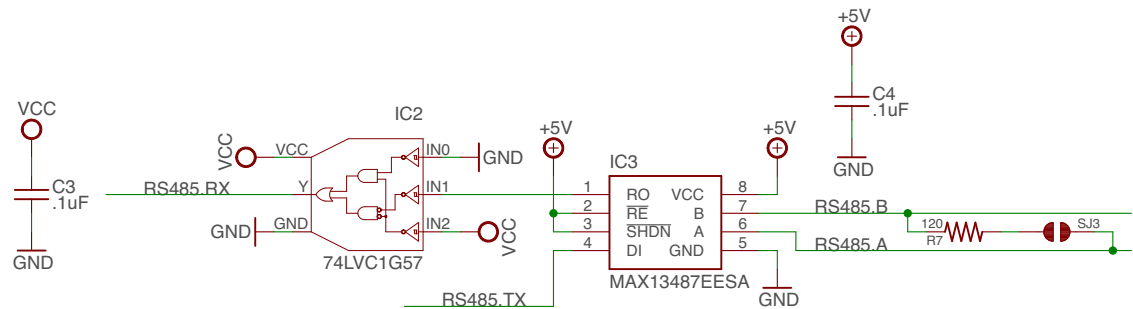 +5V
C4
.1uF
GND
VCC
C3
.1uF
GND
IC2
VCC
VCC
IN0
GND
RS485.RX
Y
IN1
GND
GND
IN2
VCC
74LVC1G57
RS485.TX
+5V
+5V
IC3
1
RO
VCC
8
2
RE
B
7
3
SHDN
A
6
4
DI
GND
5
MAX13487EESA
GND
RS485.B
120
R7
SJ3
RS485.A